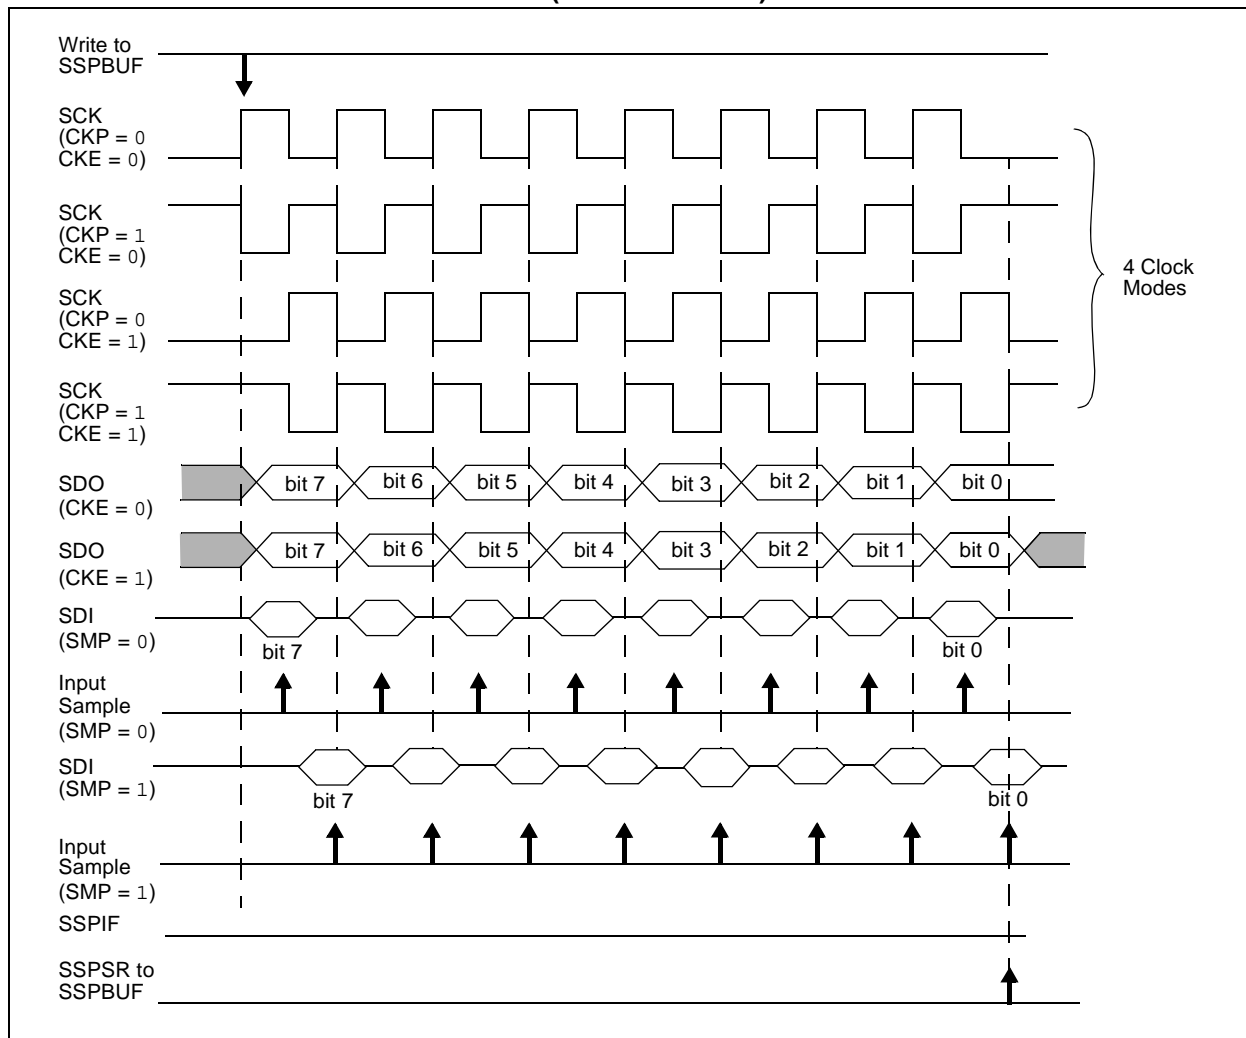 Write to
SSPBUF
SCK
(CKP = 0
CKE = 0)
SCK
(CKP = 1
CKE = 0)
SCK
(CKP = 0
CKE = 1)
SCK
(CKP = 1
CKE = 1)
4 Clock
Modes
SDO
(CKE = 0)
bit 7 bit 6 bit 5 bit 4 bit 3 bit 2 bit 1 bit 0
SDO
(CKE = 1)
bit 7 bit 6 bit 5 bit 4 bit 3 bit 2 bit 1 bit 0
SDI
(SMP = 0)
bit 7 bit 0
Input
Sample
(SMP = 0)
SDI
(SMP = 1)
bit 7 bit 0
Input
Sample
(SMP = 1)
SSPIF
SSPSR to
SSPBUF